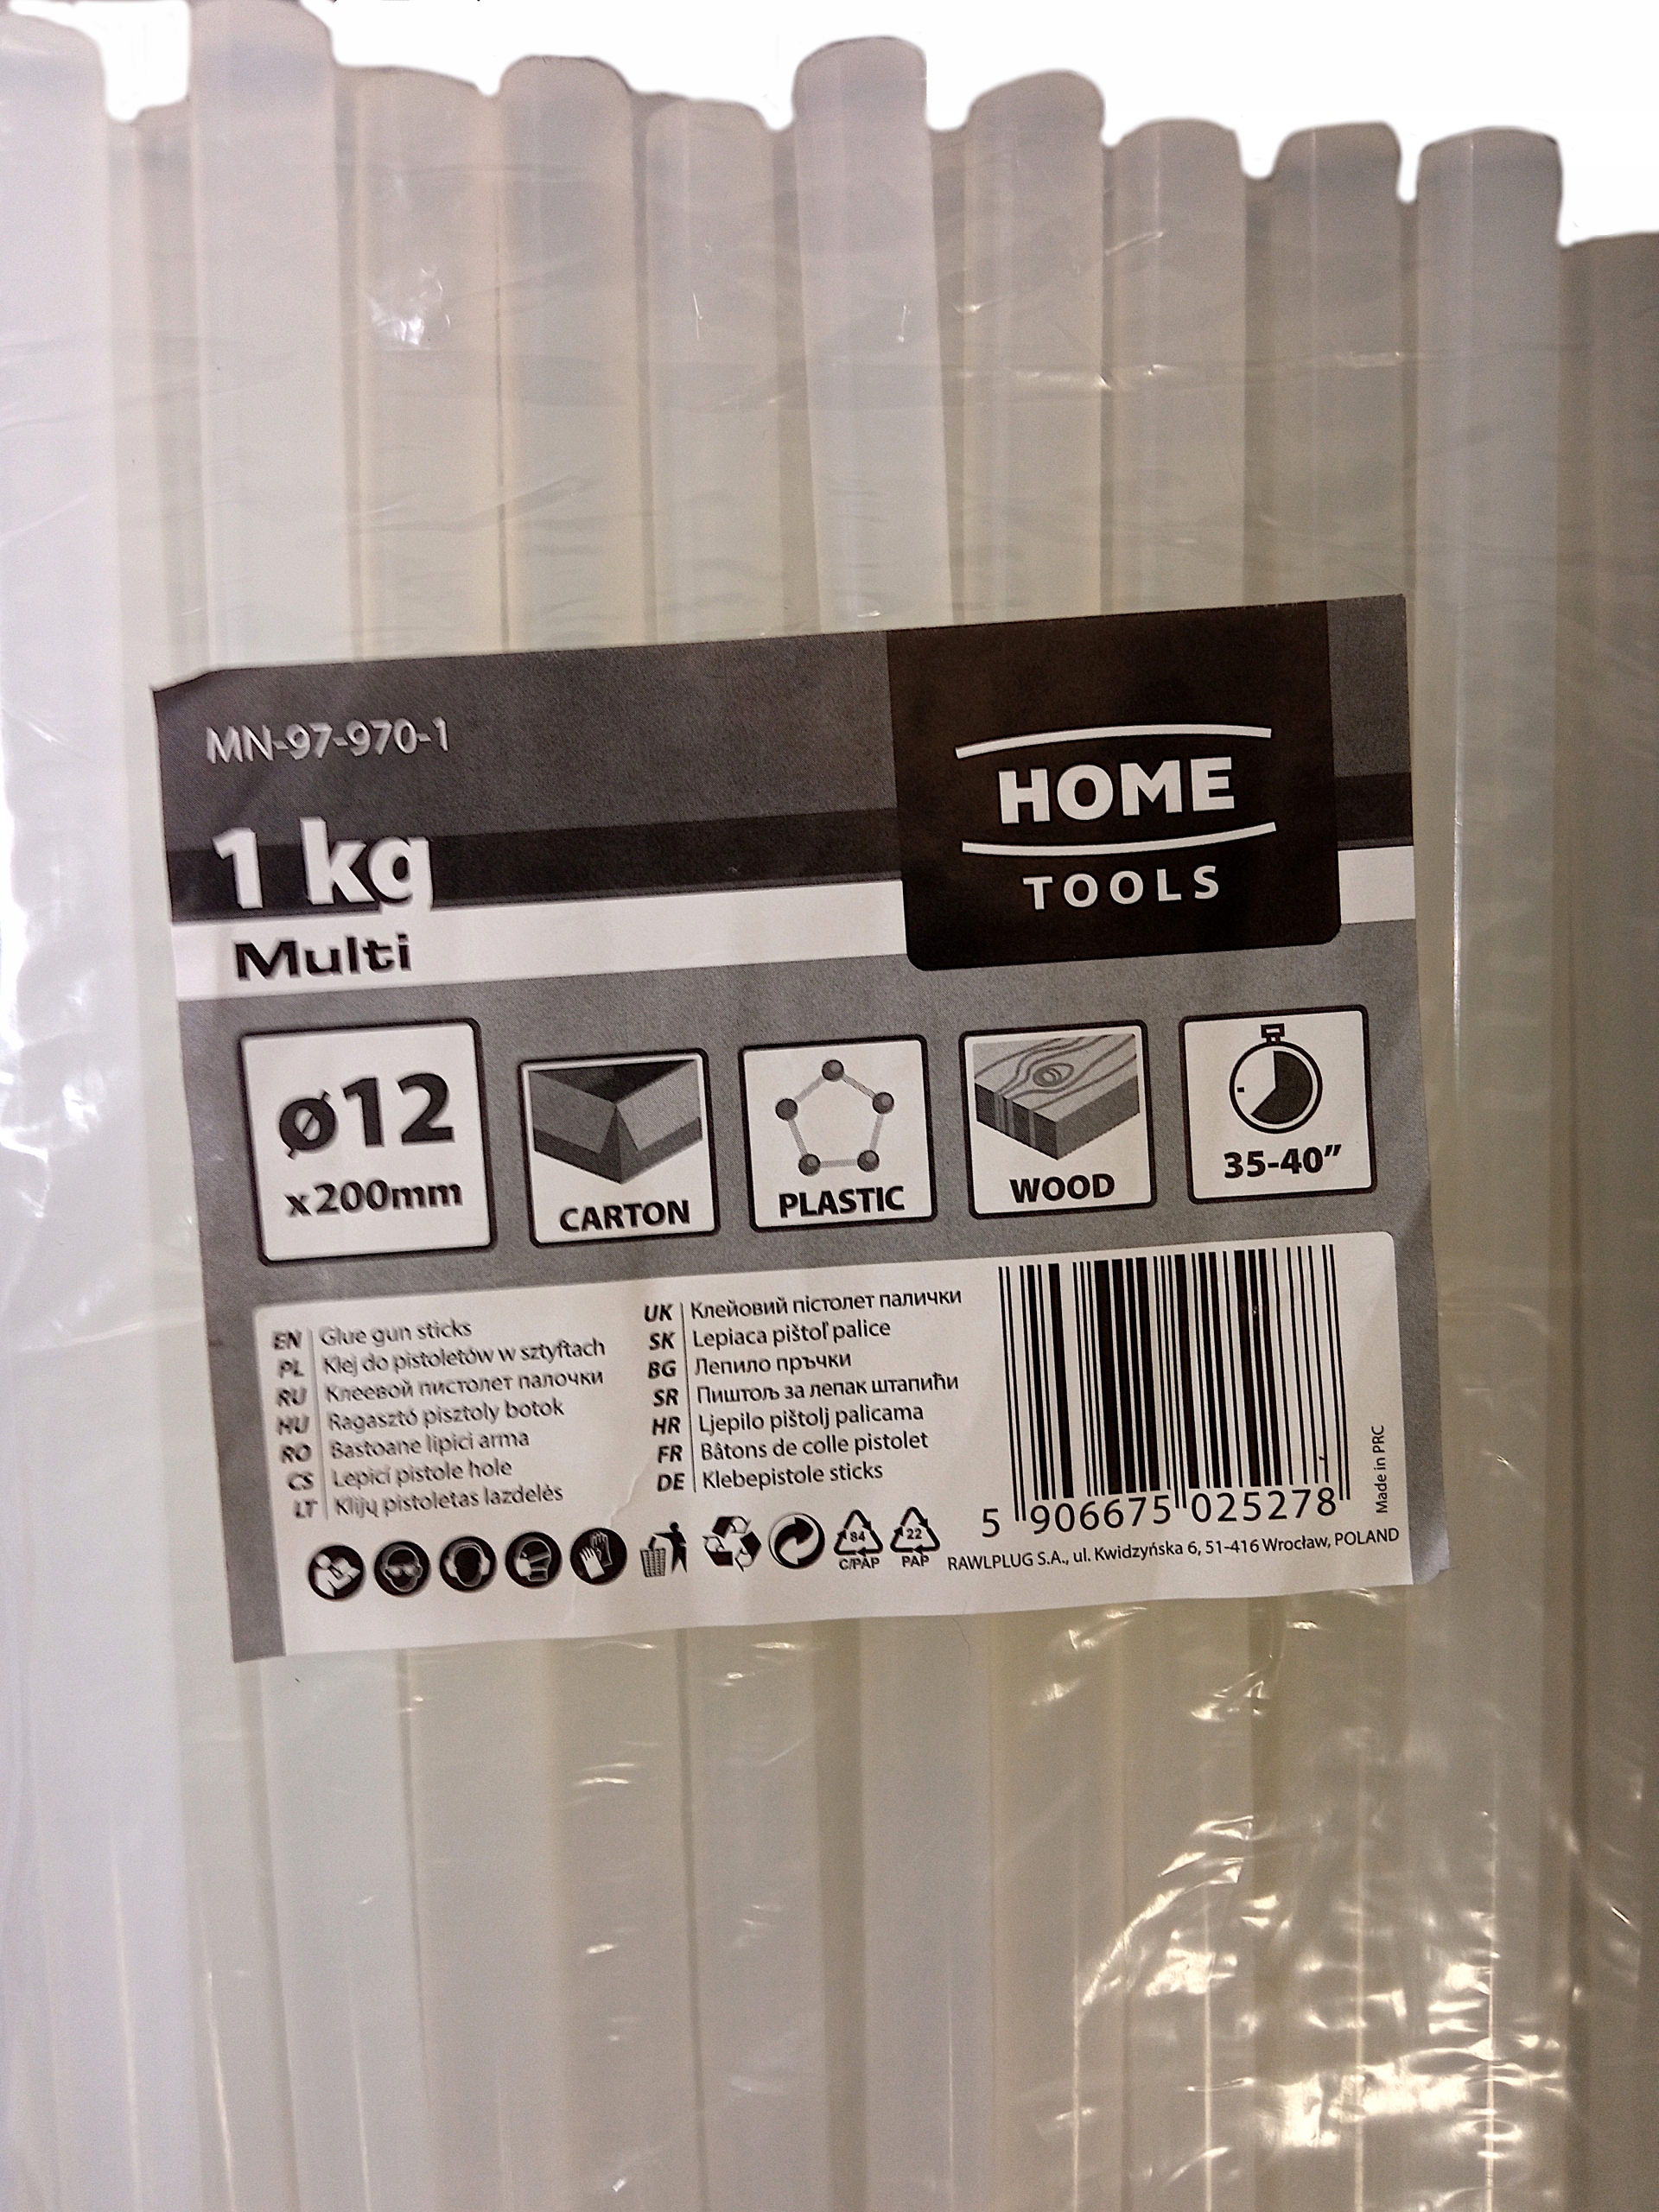 MN-97-970-1
1 kg
Multi
HOME
TOOLS
ø12
x200mm
CARTON
PLASTIC
WOOD
35-40”
EN | Glue gun sticks
PL | Klej do pistoletów w sztyftach
RU | Клеевой пистолет палочки
HU | Ragasztó pisztoly botok
RO | Bastoane lipici arma
CS | Lepicí pistole hole
LT | Klijų pistoletas lazdelės
UK | Клейовий пістолет палички
SK | Lepiaca pištoľ palice
BG | Лепило пръчки
SR | Пиштољ за лепак штапићи
HR | Ljepilo pištolj palicama
FR | Bâtons de colle pistolet
DE | Klebepistole sticks
84
C/PAP
22
PAP
5 906675 025278
Made in PRC
RAWLPLUG S.A., ul. Kwidzyńska 6, 51-416 Wrocław, POLAND